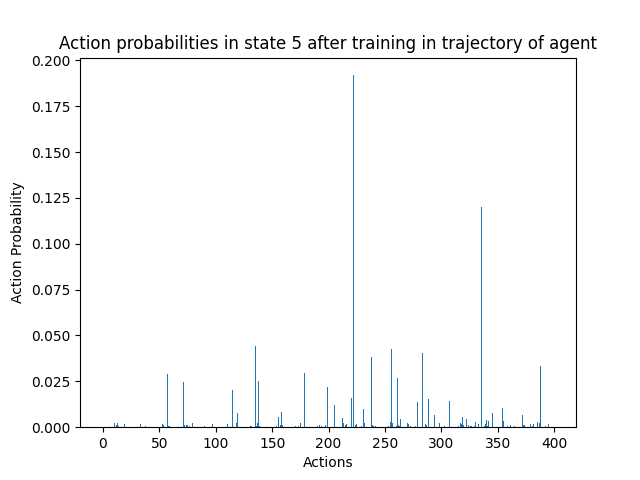 Action probabilities in state 5 after training in trajectory of agent
0.200
0.175
0.150
0.125
0.100
0.075
0.050
0.025
0.000
Action Probability
0 50 100 150 200 250 300 350 400
Actions